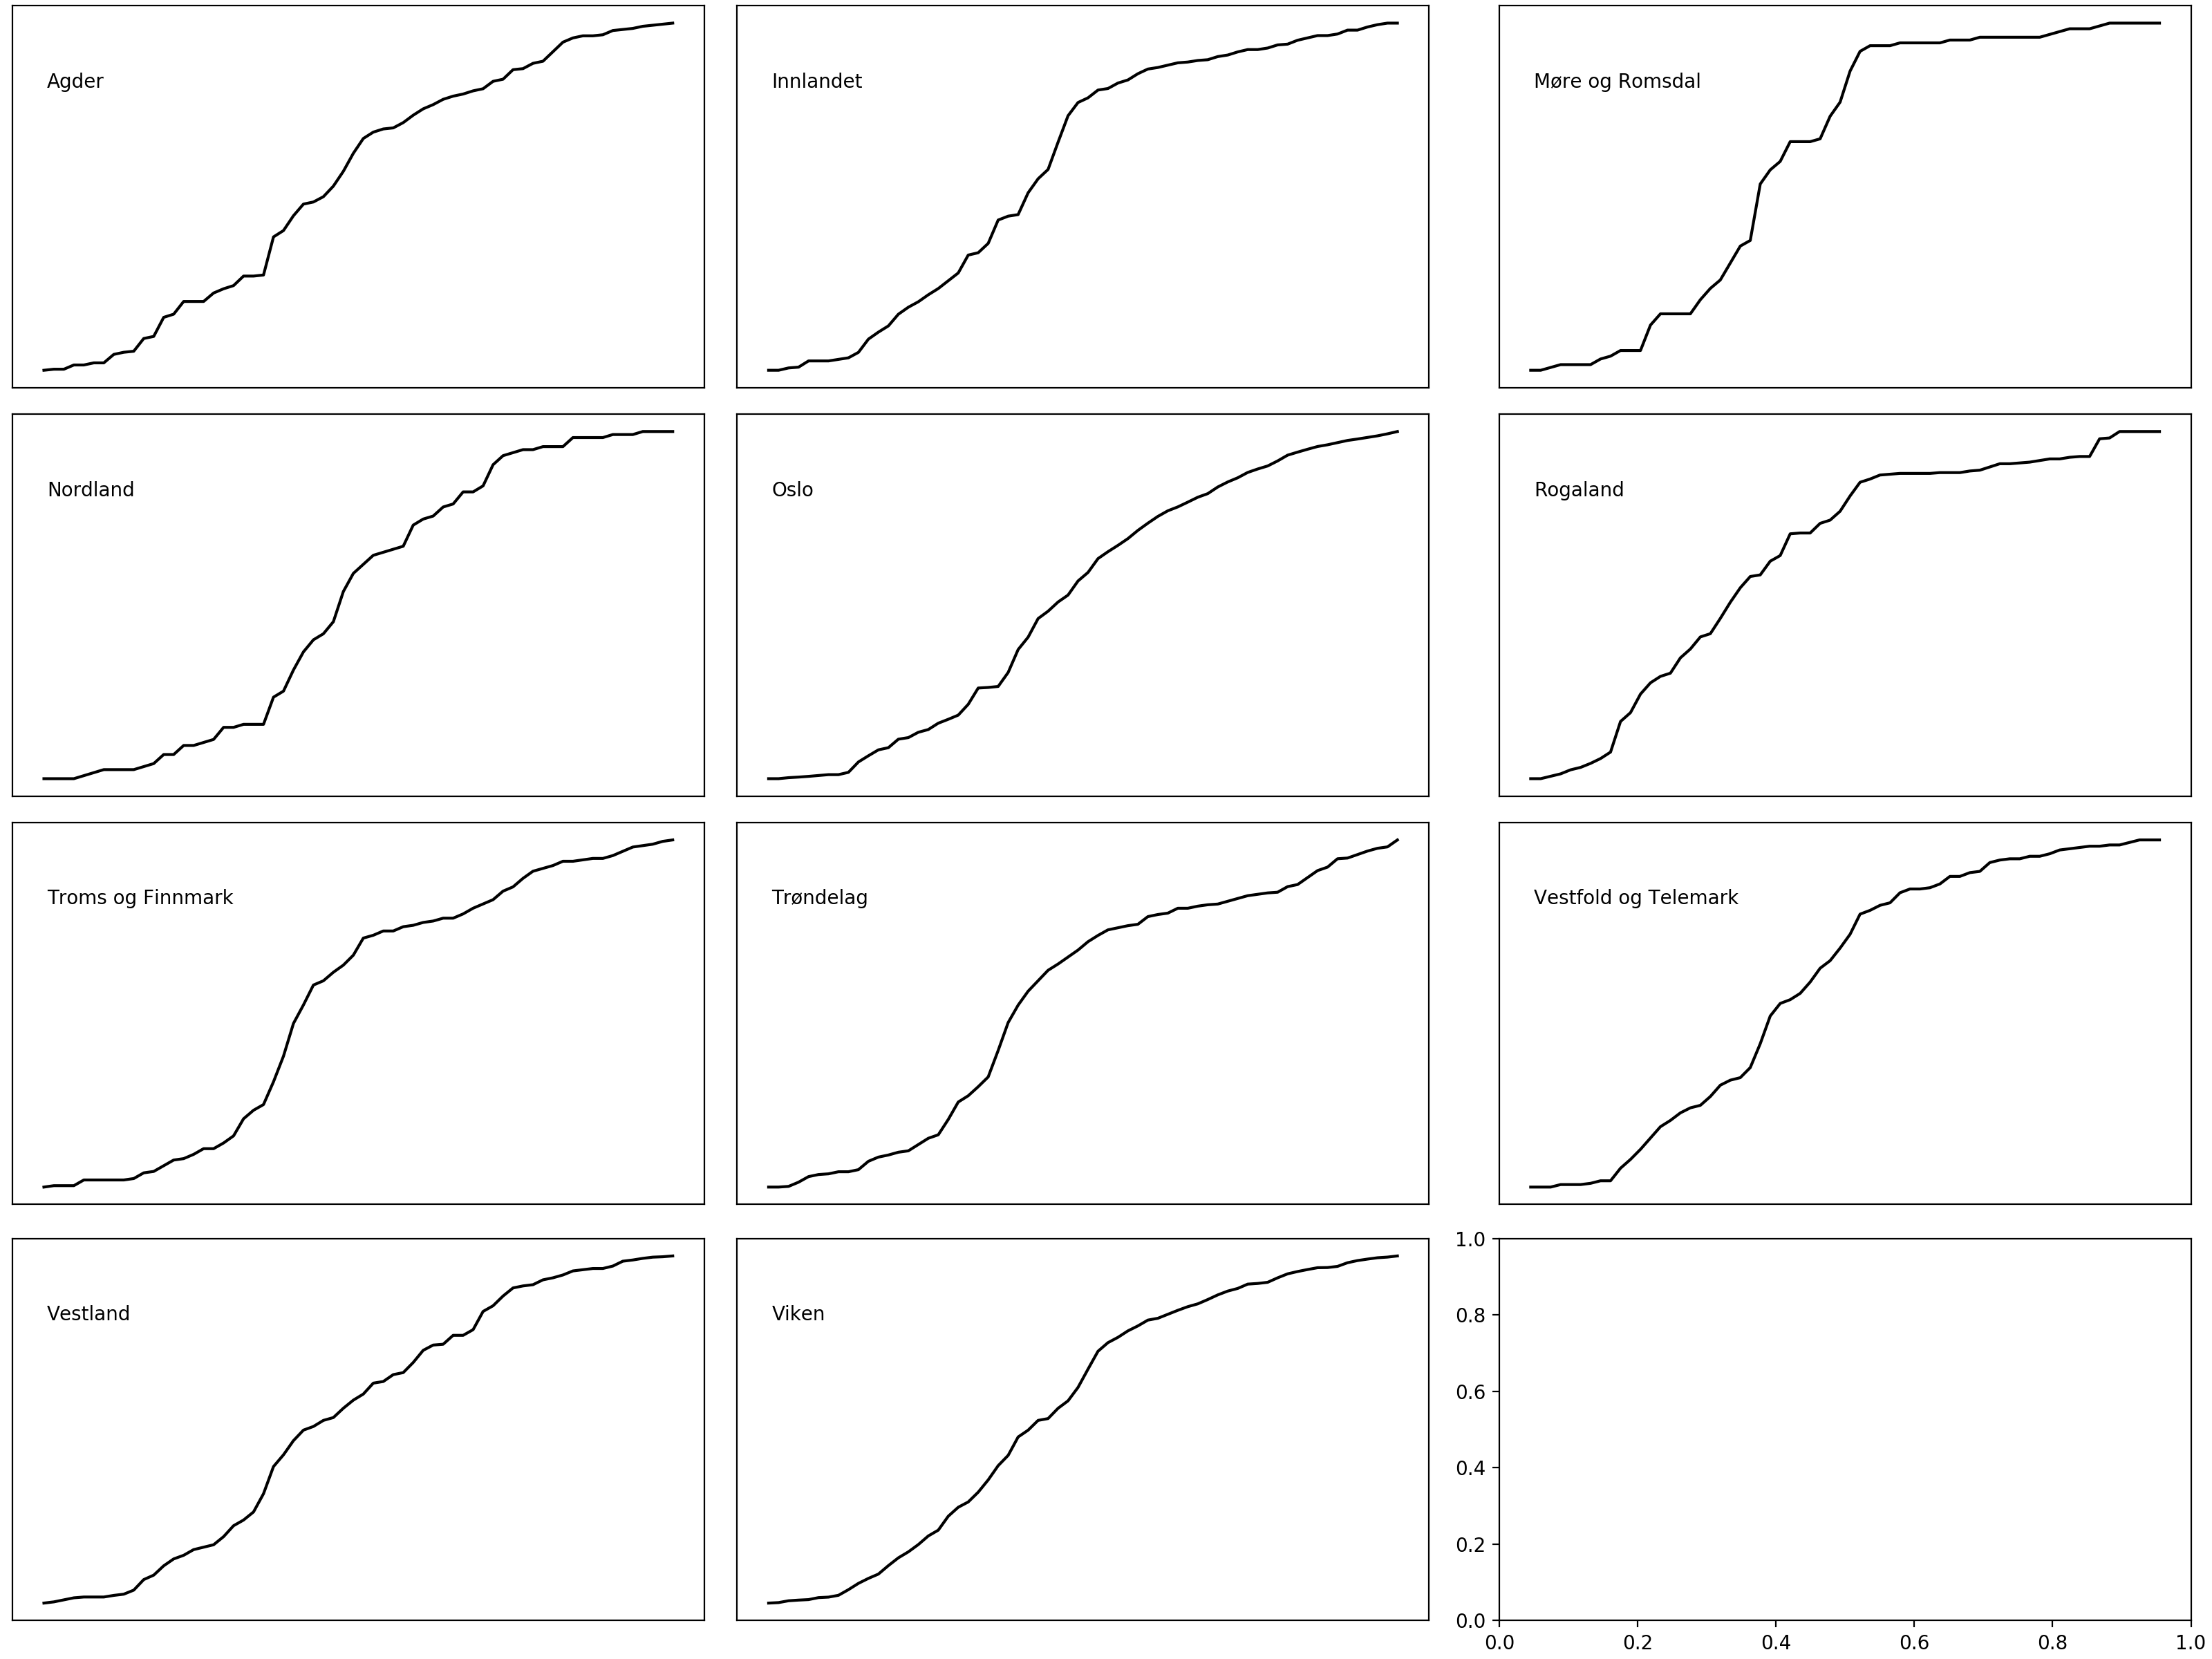 Agder
Innlandet
Møre og Romsdal
Nordland
Oslo
Rogaland
Troms og Finnmark
Trøndelag
Vestfold og Telemark
Vestland
Viken
1.0
0.8
0.6
0.4
0.2
0.0
0.0 0.2 0.4 0.6 0.8 1.0